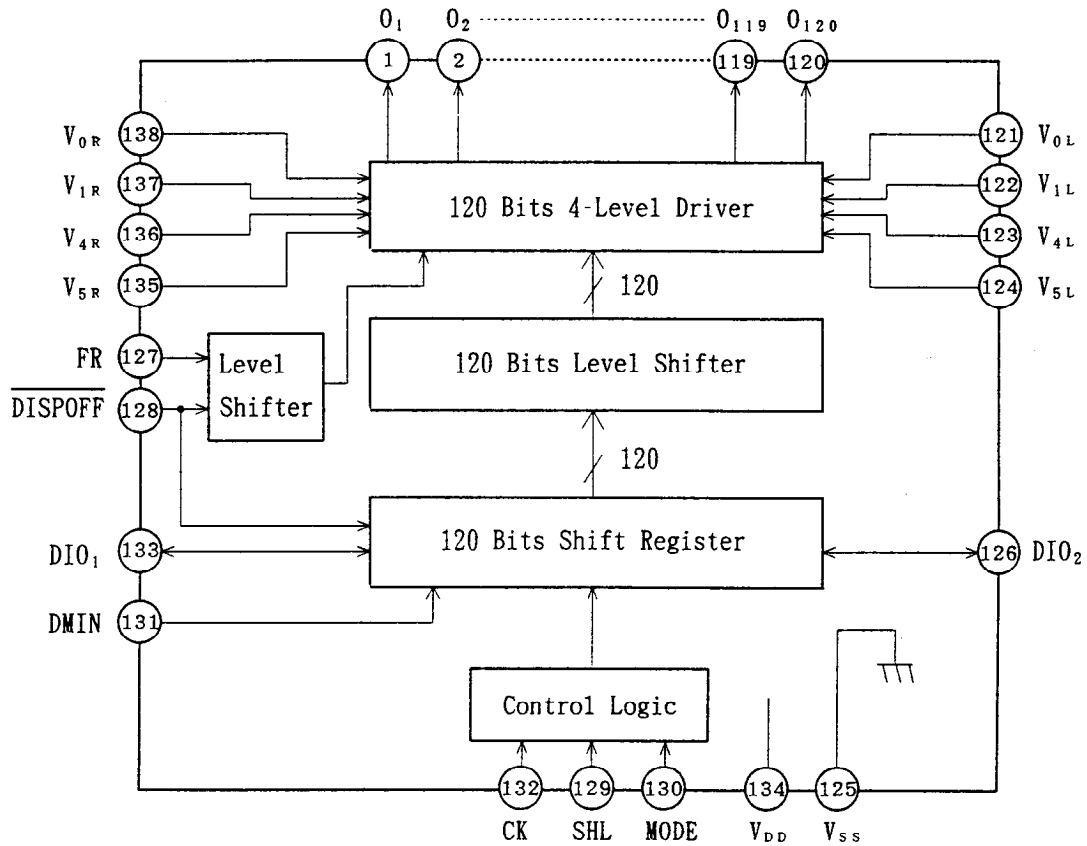 O₁ O₂ O₁₁₉ O₁₂₀
1 2 119 120
V₀R 138 121 V₀L
V₁R 137 122 V₁L
120 Bits 4-Level Driver
V₄R 136 123 V₄L
V₅R 135 124 V₅L
120
FR 127
Level
Shifter
120 Bits Level Shifter
DISPOFF 128
120
DIO₁ 133 120 Bits Shift Register 126 DIO₂
DMIN 131
Control Logic
132 129 130 134 125
CK SHL MODE VDD VSS